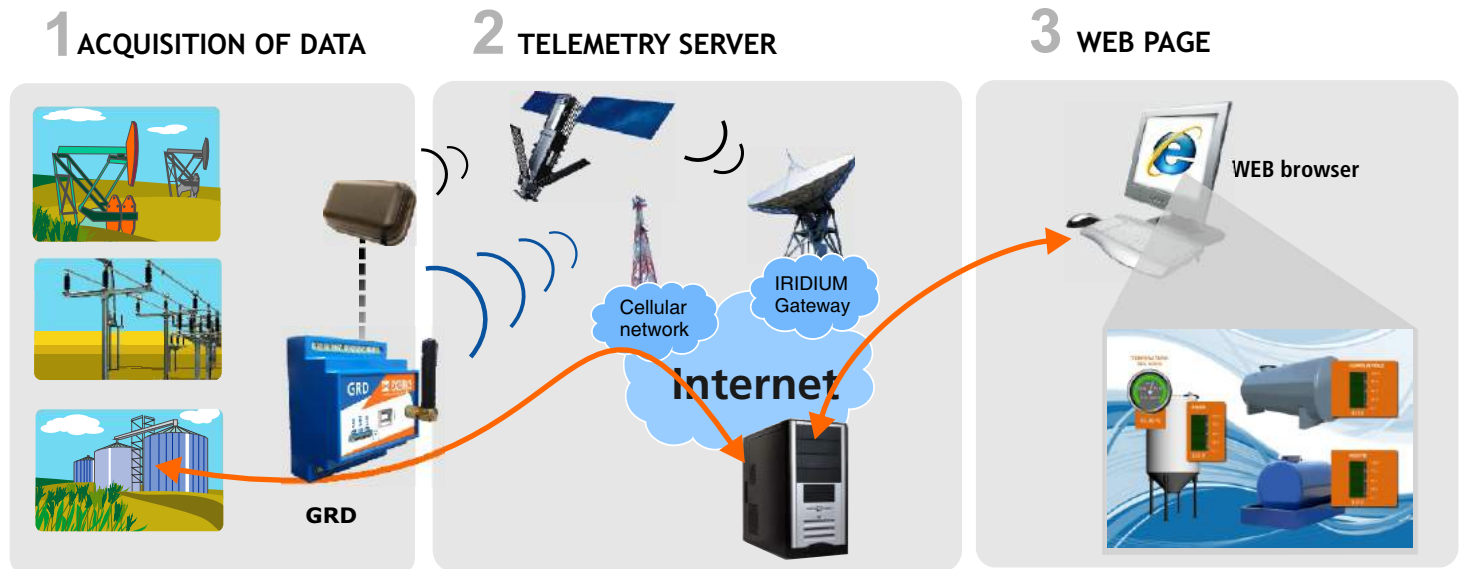 1 ACQUISITION OF DATA
2 TELEMETRY SERVER
3 WEB PAGE
WEB browser
IRIDIUM
Gateway
Cellular
network
Internet
GRD
GRD